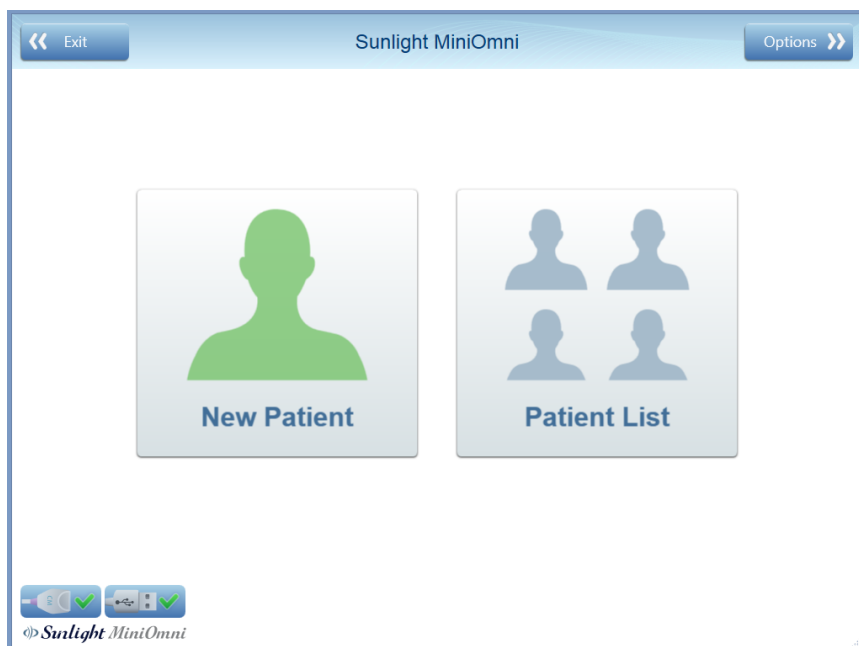 Exit
Sunlight MiniOmni
Options
New Patient
Patient List
Sunlight MiniOmni